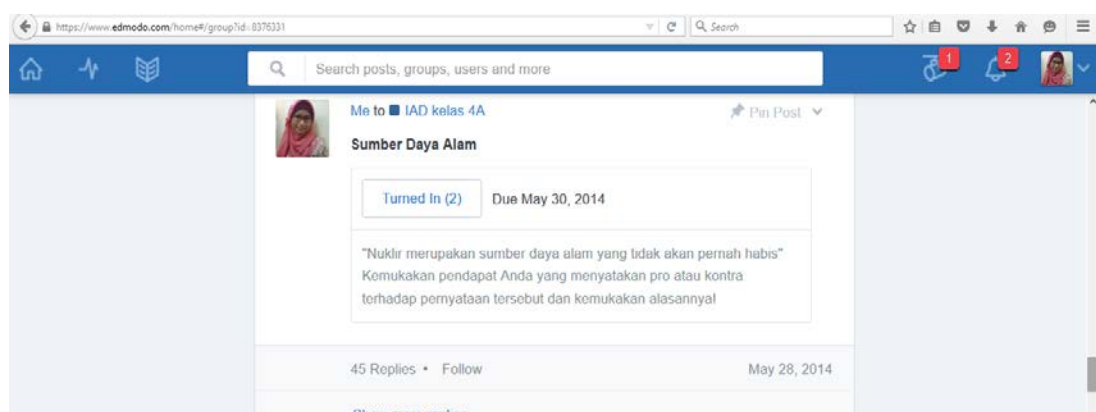 https://www.edmodo.com/home#/group?id=8376331
Search
Search posts, groups, users and more
1
2
Me to IAD kelas 4A
Pin Post
Sumber Daya Alam
Turned In (2)
Due May 30, 2014
"Nuklir merupakan sumber daya alam yang tidak akan pernah habis"
Kemukakan pendapat Anda yang menyatakan pro atau kontra
terhadap pernyataan tersebut dan kemukakan alasannya!
45 Replies • Follow
May 28, 2014